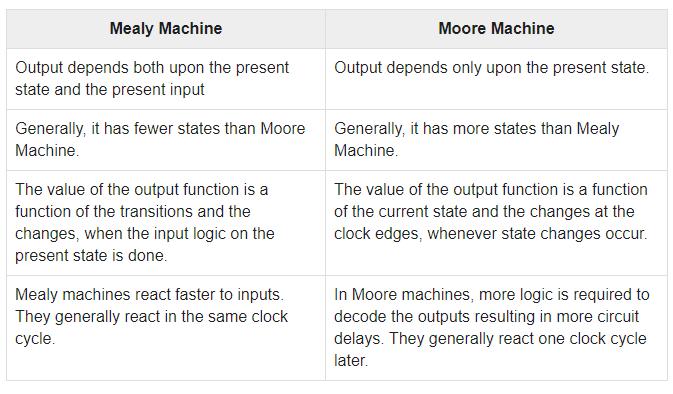 Mealy Machine
Moore Machine
Output depends both upon the present
state and the present input
Output depends only upon the present state.
Generally, it has fewer states than Moore
Machine.
Generally, it has more states than Mealy
Machine.
The value of the output function is a
function of the transitions and the
changes, when the input logic on the
present state is done.
The value of the output function is a function
of the current state and the changes at the
clock edges, whenever state changes occur.
Mealy machines react faster to inputs.
They generally react in the same clock
cycle.
In Moore machines, more logic is required to
decode the outputs resulting in more circuit
delays. They generally react one clock cycle
later.